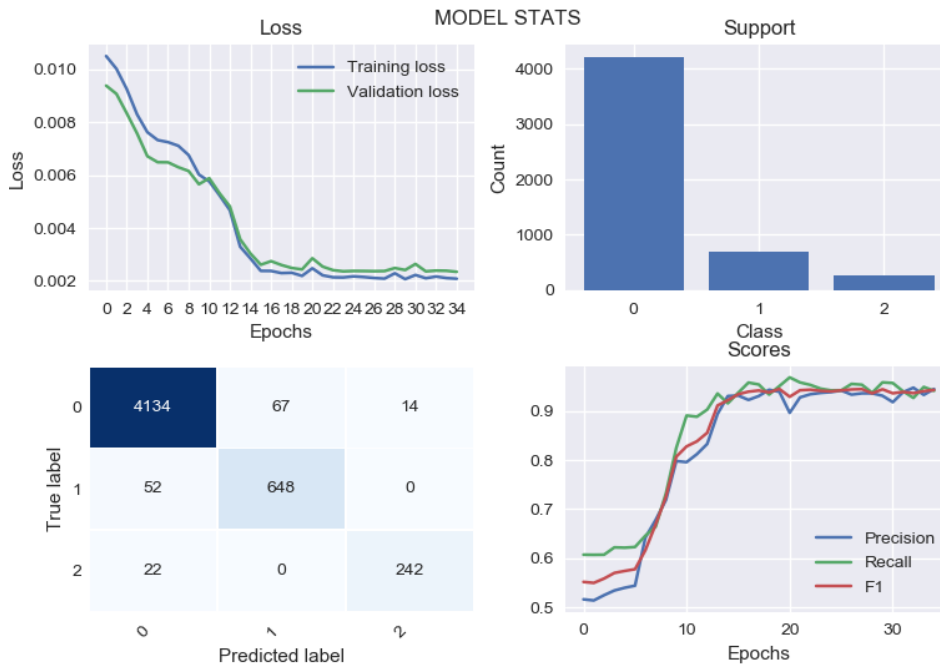 MODEL STATS
Loss
0.010
0.008
0.006
0.004
0.002
Loss
Training loss
Validation loss
0 2 4 6 8 10 12 14 16 18 20 22 24 26 28 30 32 34
Epochs
Support
4000
3000
2000
1000
0
Count
0 1 2
Class
True label
0 4134 67 14
1 52 648 0
2 22 0 242
0 1 2
Predicted label
Scores
0.9
0.8
0.7
0.6
0.5
Precision
Recall
F1
0 10 20 30
Epochs